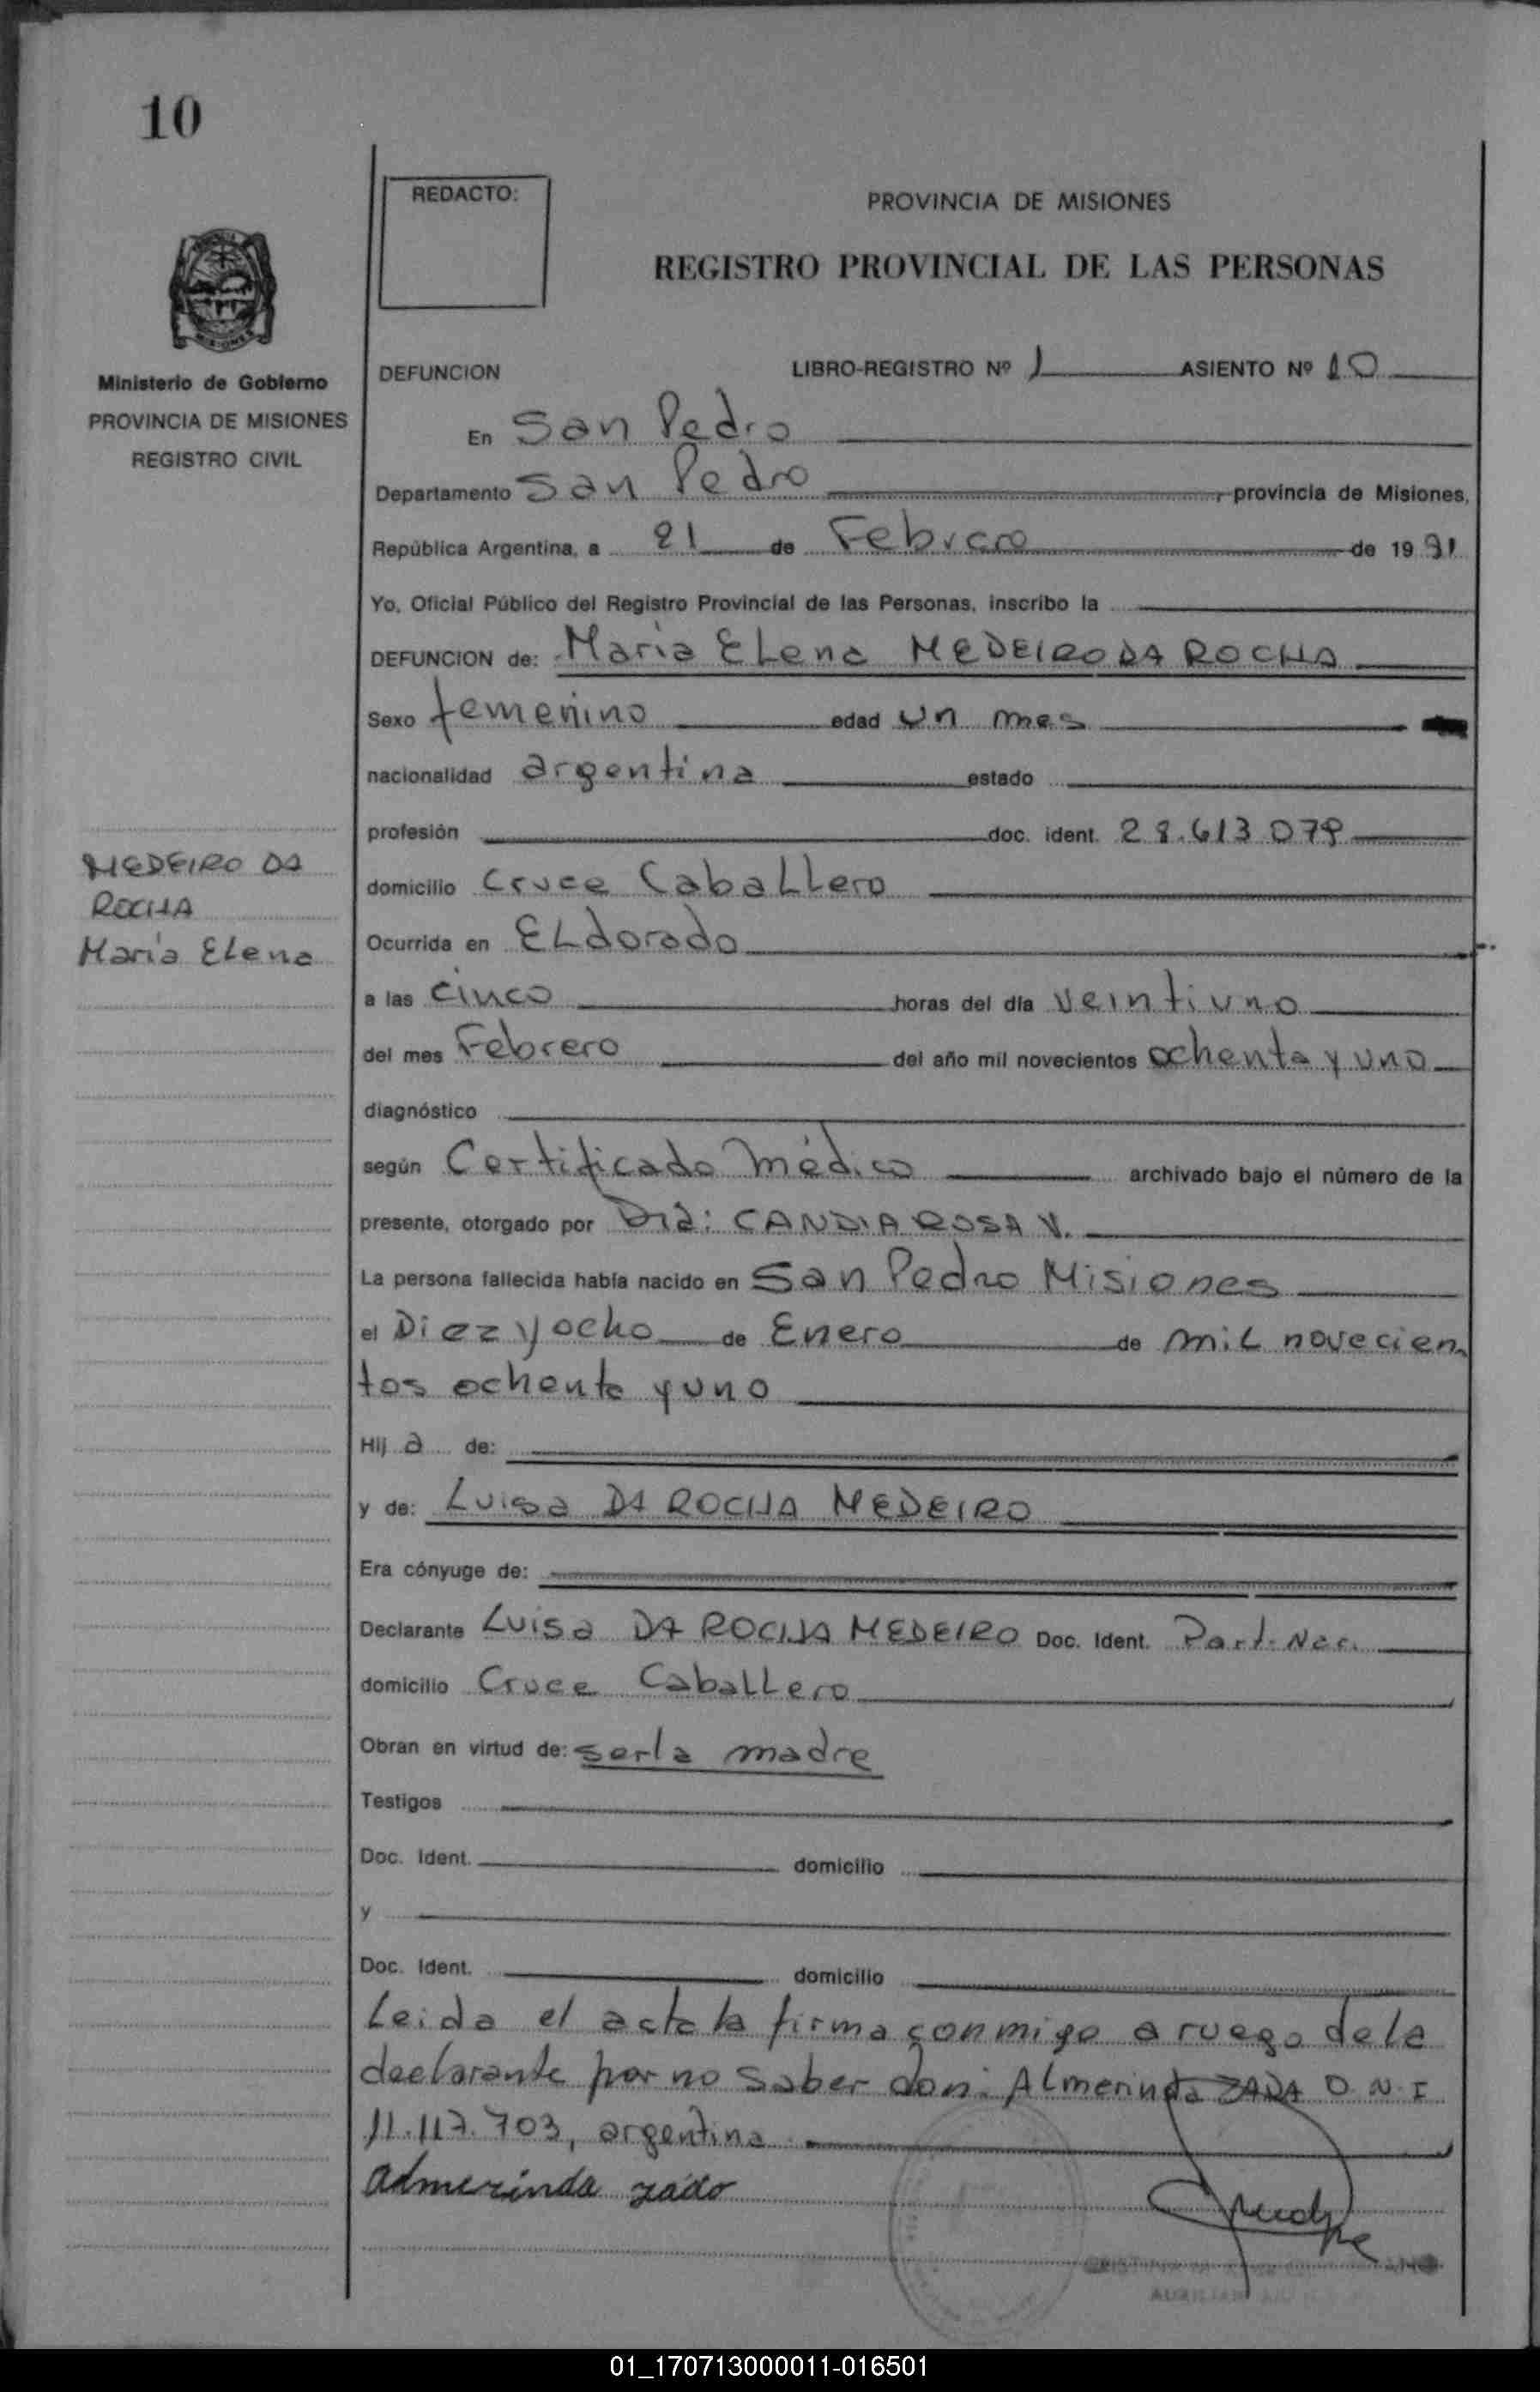 10
REDACTO:
PROVINCIA DE MISIONES
REGISTRO PROVINCIAL DE LAS PERSONAS
Ministerio de Gobierno
PROVINCIA DE MISIONES
REGISTRO CIVIL
DEFUNCION LIBRO-REGISTRO Nº 1 ASIENTO Nº 10
En San Pedro
Departamento San Pedro, provincia de Misiones,
República Argentina, a 21 de Febrero de 19 81
Yo, Oficial Público del Registro Provincial de las Personas, inscribo la
DEFUNCION de: Maria ELena MEDEIRO DA ROCHA
Sexo femenino edad un mes
nacionalidad argentina estado
profesión doc. ident. 28.613.079
MEDEIRO DA
ROCHA
María Elena
domicilio Cruce CabaLLero
Ocurrida en ELdorado
a las cinco horas del día veintiuno
del mes Febrero del año mil novecientos ochenta y uno
diagnóstico
según Certificado Médico archivado bajo el número de la
presente, otorgado por Dra: CANDIA ROSA V.
La persona fallecida había nacido en San Pedro Misiones
el Diez y ocho de Enero de miL novecien
tos ochenta y uno
Hij a de:
y de: Luisa DA ROCHA MEDEIRO
Era cónyuge de:
Declarante Luisa DA ROCHA MEDEIRO Doc. Ident. Part. Nac.
domicilio Cruce CabaLLero
Obran en virtud de: ser la madre
Testigos
Doc. Ident. domicilio
y
Doc. Ident. domicilio
Leida el acta la firma conmigo a ruego de la
declarante por no saber don: ALmerinda ZADA D.N.I
11.117.703, argentina
almerinda zado
AUXILIAR
01_170713000011-016501